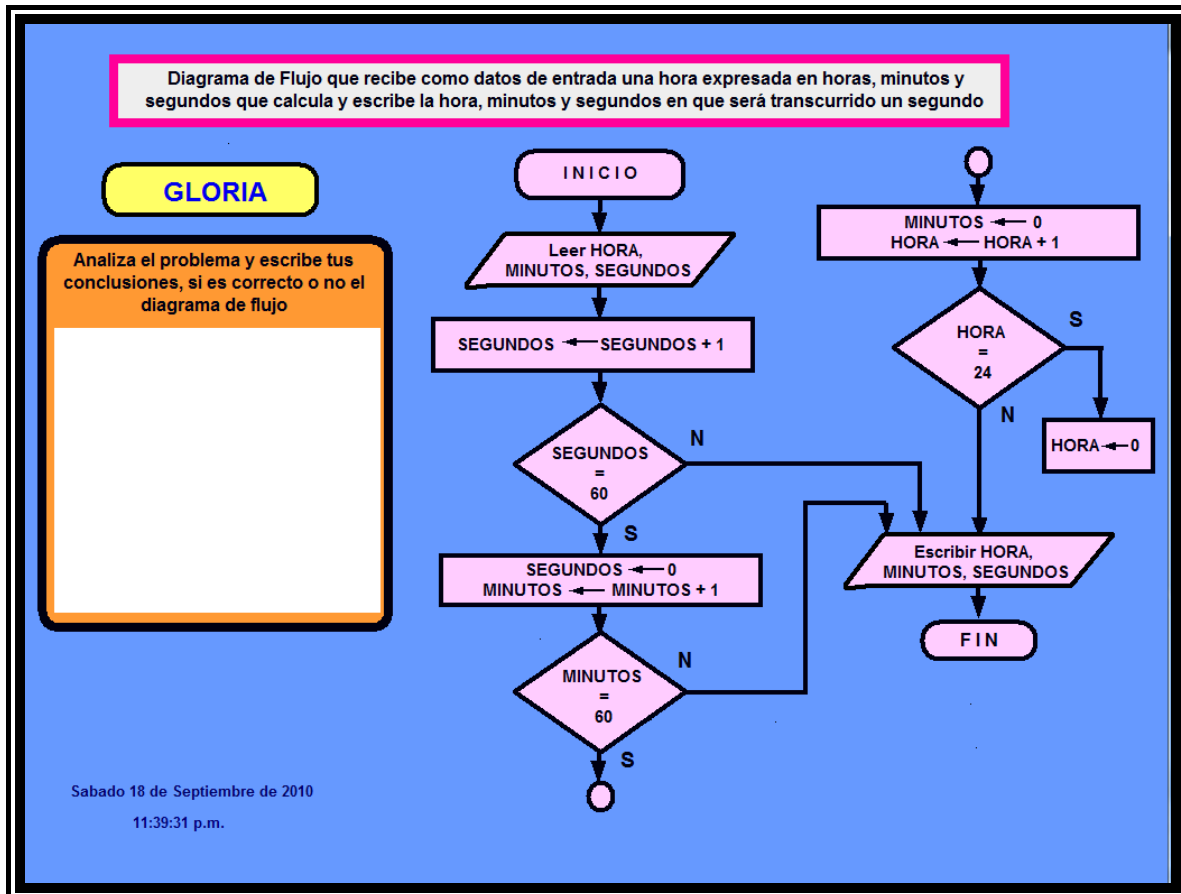 Diagrama de Flujo que recibe como datos de entrada una hora expresada en horas, minutos y
segundos que calcula y escribe la hora, minutos y segundos en que será transcurrido un segundo
GLORIA
Analiza el problema y escribe tus
conclusiones, si es correcto o no el
diagrama de flujo
Sabado 18 de Septiembre de 2010
11:39:31 p.m.
I N I C I O
Leer HORA,
MINUTOS, SEGUNDOS
SEGUNDOS ← SEGUNDOS + 1
SEGUNDOS
=
60
N
S
SEGUNDOS ← 0
MINUTOS ← MINUTOS + 1
MINUTOS
=
60
N
S
MINUTOS ← 0
HORA ← HORA + 1
HORA
=
24
S
N
HORA ← 0
Escribir HORA,
MINUTOS, SEGUNDOS
F I N